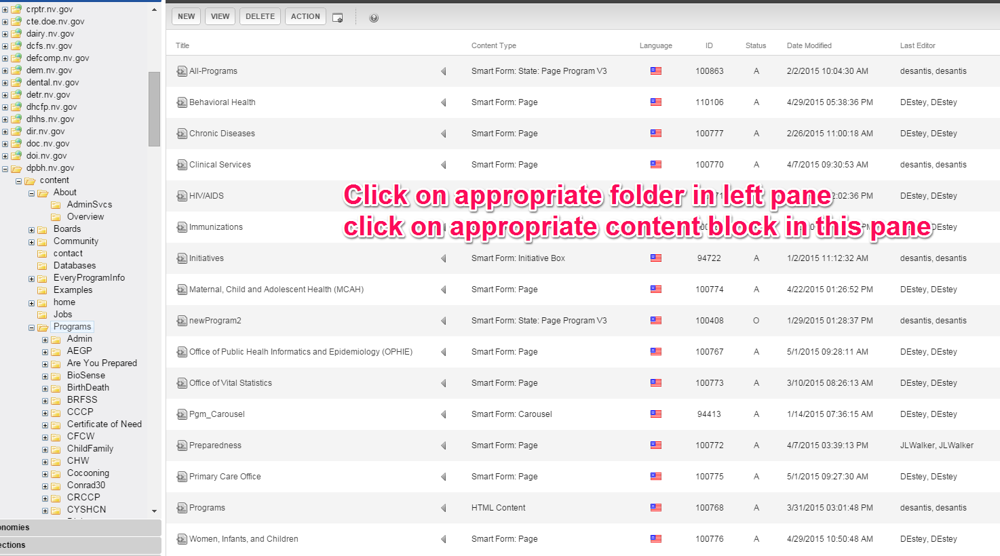 crptr.nv.gov
cte.doe.nv.gov
dairy.nv.gov
dcfs.nv.gov
defcomp.nv.gov
dem.nv.gov
dental.nv.gov
detr.nv.gov
dhcfp.nv.gov
dhhs.nv.gov
dir.nv.gov
doc.nv.gov
doi.nv.gov
dpbh.nv.gov
content
About
AdminSvcs
Overview
Boards
Community
contact
Databases
EveryProgramInfo
Examples
home
Jobs
Programs
Admin
AEGP
Are You Prepared
BioSense
BirthDeath
BRFSS
CCCP
Certificate of Need
CFCW
ChildFamily
CHW
Cocooning
Conrad30
CRCCP
CYSHCN
onomies
ections
NEW VIEW DELETE ACTION
Title Content Type Language ID Status Date Modified Last Editor
All-Programs Smart Form: State: Page Program V3 100863 A 2/2/2015 10:04:30 AM desantis, desantis
Behavioral Health Smart Form: Page 110106 A 4/29/2015 05:38:36 PM DEstey, DEstey
Chronic Diseases Smart Form: Page 100777 A 2/26/2015 11:00:18 AM DEstey, DEstey
Clinical Services Smart Form: Page 100770 A 4/7/2015 09:30:53 AM desantis, desantis
Click on appropriate folder in left pane
HIV/AIDS 02:36 PM DEstey, DEstey
click on appropriate content block in this pane
Immunizations
Initiatives Smart Form: Initiative Box 94722 A 1/2/2015 11:12:32 AM desantis, desantis
Maternal, Child and Adolescent Health (MCAH) Smart Form: Page 100774 A 4/22/2015 01:26:52 PM DEstey, DEstey
newProgram2 Smart Form: State: Page Program V3 100408 O 1/29/2015 01:28:37 PM desantis, desantis
Office of Public Healh Informatics and Epidemiology (OPHIE) Smart Form: Page 100767 A 5/1/2015 09:28:11 AM DEstey, DEstey
Office of Vital Statistics Smart Form: Page 100773 A 3/10/2015 08:26:13 AM DEstey, DEstey
Pgm_Carousel Smart Form: Carousel 94413 A 1/14/2015 07:36:15 AM DEstey, DEstey
Preparedness Smart Form: Page 100772 A 4/7/2015 03:39:13 PM JLWalker, JLWalker
Primary Care Office Smart Form: Page 100775 A 5/1/2015 09:27:30 AM DEstey, DEstey
Programs HTML Content 100768 A 3/31/2015 03:01:48 PM desantis, desantis
Women, Infants, and Children Smart Form: Page 100776 A 4/29/2015 10:50:48 AM DEstey, DEstey